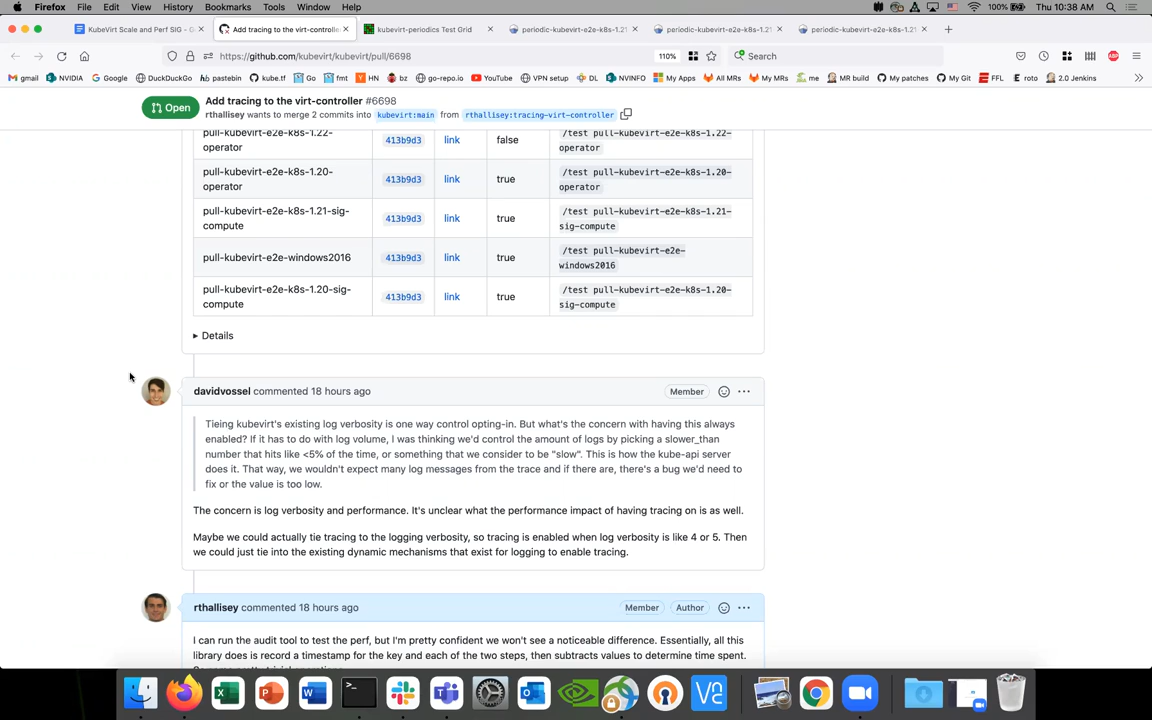 Firefox File Edit View History Bookmarks Tools Window Help 100% Thu 10:38 AM
KubeVirt Scale and Perf SIG - G Add tracing to the virt-controlle kubevirt-periodics Test Grid periodic-kubevirt-e2e-k8s-1.21 periodic-kubevirt-e2e-k8s-1.21 periodic-kubevirt-e2e-k8s-1.21
https://github.com/kubevirt/kubevirt/pull/6698 110% Search
gmail NVIDIA Google DuckDuckGo pastebin kube.tf Go fmt HN bz go-repo.io YouTube VPN setup DL NVINFO My Apps All MRs My MRs me MR build My patches My Git FFL roto 2.0 Jenkins
Open
Add tracing to the virt-controller #6698
rthallisey wants to merge 2 commits into kubevirt:main from rthallisey:tracing-virt-controller
pull-kubevirt-e2e-k8s-1.22-
operator
413b9d3 link false
/test pull-kubevirt-e2e-k8s-1.22-
operator
pull-kubevirt-e2e-k8s-1.20-
operator
413b9d3 link true
/test pull-kubevirt-e2e-k8s-1.20-
operator
pull-kubevirt-e2e-k8s-1.21-sig-
compute
413b9d3 link true
/test pull-kubevirt-e2e-k8s-1.21-
sig-compute
pull-kubevirt-e2e-windows2016
413b9d3 link true
/test pull-kubevirt-e2e-
windows2016
pull-kubevirt-e2e-k8s-1.20-sig-
compute
413b9d3 link true
/test pull-kubevirt-e2e-k8s-1.20-
sig-compute
Details
davidvossel commented 18 hours ago Member
Tieing kubevirt's existing log verbosity is one way control opting-in. But what's the concern with having this always
enabled? If it has to do with log volume, I was thinking we'd control the amount of logs by picking a slower_than
number that hits like <5% of the time, or something that we consider to be "slow". This is how the kube-api server
does it. That way, we wouldn't expect many log messages from the trace and if there are, there's a bug we'd need to
fix or the value is too low.
The concern is log verbosity and performance. It's unclear what the performance impact of having tracing on is as well.
Maybe we could actually tie tracing to the logging verbosity, so tracing is enabled when log verbosity is like 4 or 5. Then
we could just tie into the existing dynamic mechanisms that exist for logging to enable tracing.
rthallisey commented 18 hours ago Member Author
I can run the audit tool to test the perf, but I'm pretty confident we won't see a noticeable difference. Essentially, all this
library does is record a timestamp for the key and each of the two steps, then subtracts values to determine time spent.